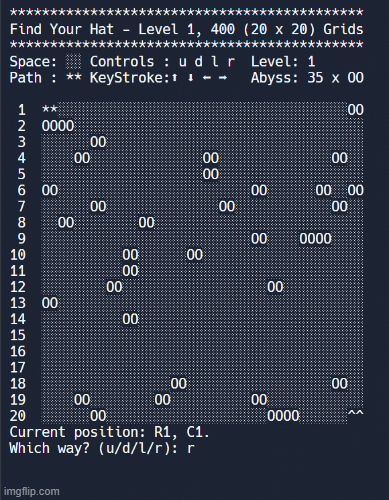 ********************************************
Find Your Hat - Level 1, 400 (20 x 20) Grids
********************************************
Space: ░░ Controls : u d l r  Level: 1
Path : ** KeyStroke:⬆ ⬇ ⬅ ➡   Abyss: 35 x OO
1  **░░░░░░░░░░░░░░░░░░░░░░░░░░░░░░░░░░░░OO
2  OOOO░░░░░░░░░░░░░░░░░░░░░░░░░░░░░░░░░░░░
3  ░░░░░░OO░░░░░░░░░░░░░░░░░░░░░░░░░░░░░░░░
4  ░░░░OO░░░░░░░░░░░░░░OO░░░░░░░░░░░░░░OO░░
5  ░░░░░░░░░░░░░░░░░░░░OO░░░░░░░░░░░░░░░░░░
6  OO░░░░░░░░░░░░░░░░░░░░░░░░OO░░░░░░OO░░OO
7  ░░░░░░OO░░░░░░░░░░░░░░OO░░░░░░░░░░░░OO░░
8  ░░OO░░░░░░░░OO░░░░░░░░░░░░░░░░░░░░░░░░░░
9  ░░░░░░░░░░░░░░░░░░░░░░░░░░OO░░░░OOOO░░░░
10  ░░░░░░░░░░OO░░░░░░OO░░░░░░░░░░░░░░░░░░░░
11  ░░░░░░░░░░OO░░░░░░░░░░░░░░░░░░░░░░░░░░░░
12  ░░░░░░░░OO░░░░░░░░░░░░░░░░░░OO░░░░░░░░░░
13  OO░░░░░░░░░░░░░░░░░░░░░░░░░░░░░░░░░░░░░░
14  ░░░░░░░░░░OO░░░░░░░░░░░░░░░░░░░░░░░░░░░░
15  ░░░░░░░░░░░░░░░░░░░░░░░░░░░░░░░░░░░░░░░░
16  ░░░░░░░░░░░░░░░░░░░░░░░░░░░░░░░░░░░░░░░░
17  ░░░░░░░░░░░░░░░░░░░░░░░░░░░░░░░░░░░░░░░░
18  ░░░░░░░░░░░░░░░░OO░░░░░░░░░░░░░░░░░░OO░░
19  ░░░░OO░░░░░░░░OO░░░░░░░░░░OO░░░░░░░░░░░░
20  ░░░░░░OO░░░░░░░░░░░░░░░░░░░░OOOO░░░░░░^^
Current position: R1, C1.
Which way? (u/d/l/r): r
imgflip.com